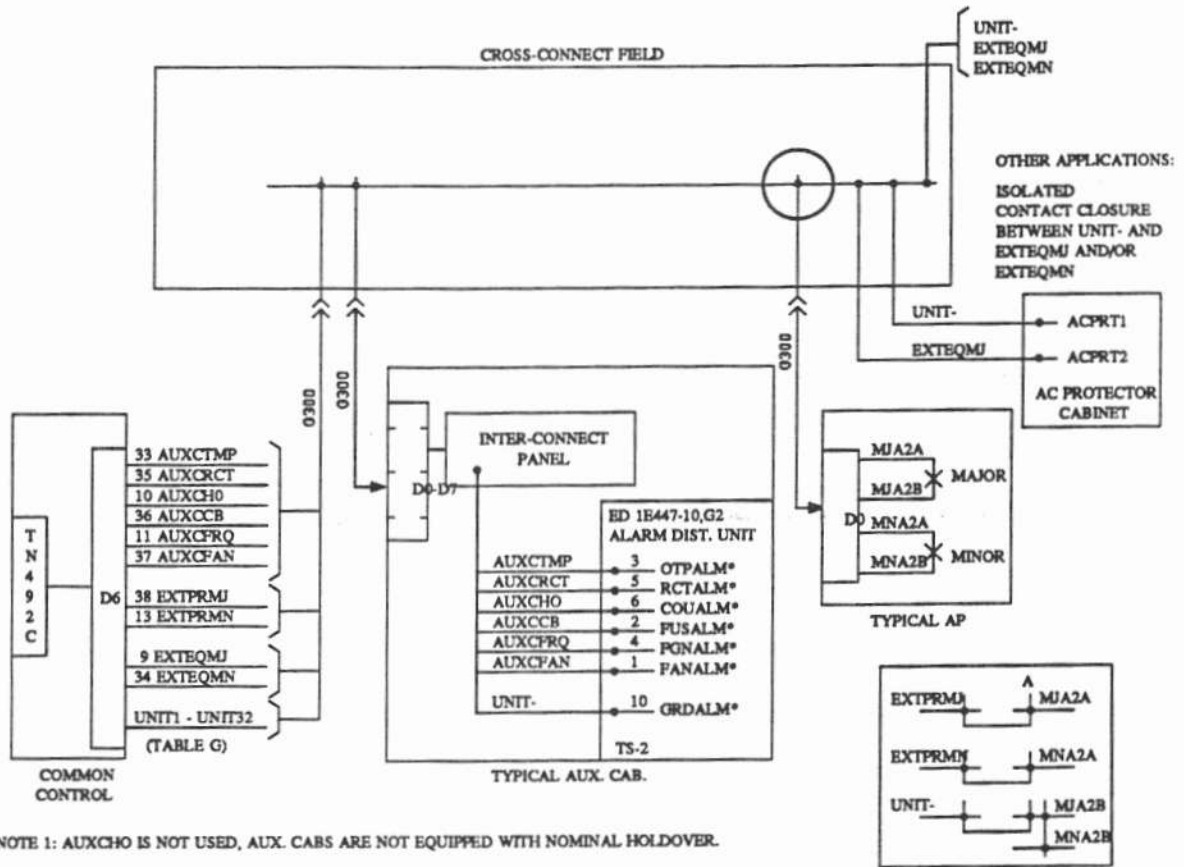 UNIT-
EXTEQMJ
EXTEQMN
CROSS-CONNECT FIELD
OTHER APPLICATIONS:
ISOLATED
CONTACT CLOSURE
BETWEEN UNIT- AND
EXTEQMJ AND/OR
EXTEQMN
UNIT-
ACPRT1
EXTEQMJ
ACPRT2
AC PROTECTOR
CABINET
0300
0300
0300
TN492C
D6
33 AUXCTMP
35 AUXCRCT
10 AUXCH0
36 AUXCCB
11 AUXCFRQ
37 AUXCFAN
38 EXTPRMJ
13 EXTPRMN
9 EXTEQMJ
34 EXTEQMN
UNIT1 - UNIT32
(TABLE G)
COMMON
CONTROL
INTER-CONNECT
PANEL
D0-D7
ED 1E447-10,G2
ALARM DIST. UNIT
AUXCTMP 3 OTPALM*
AUXCRCT 5 RCTALM*
AUXCHO 6 COUALM*
AUXCCB 2 FUSALM*
AUXCFRQ 4 FGNALM*
AUXCFAN 1 FANALM*
UNIT- 10 GRDALM*
TS-2
TYPICAL AUX. CAB.
D0
MJA2A
MJA2B
MAJOR
MNA2A
MNA2B
MINOR
TYPICAL AP
A
EXTPRMJ MJA2A
EXTPRMN MNA2A
UNIT- MJA2B
MNA2B
NOTE 1: AUXCHO IS NOT USED, AUX. CABS ARE NOT EQUIPPED WITH NOMINAL HOLDOVER.